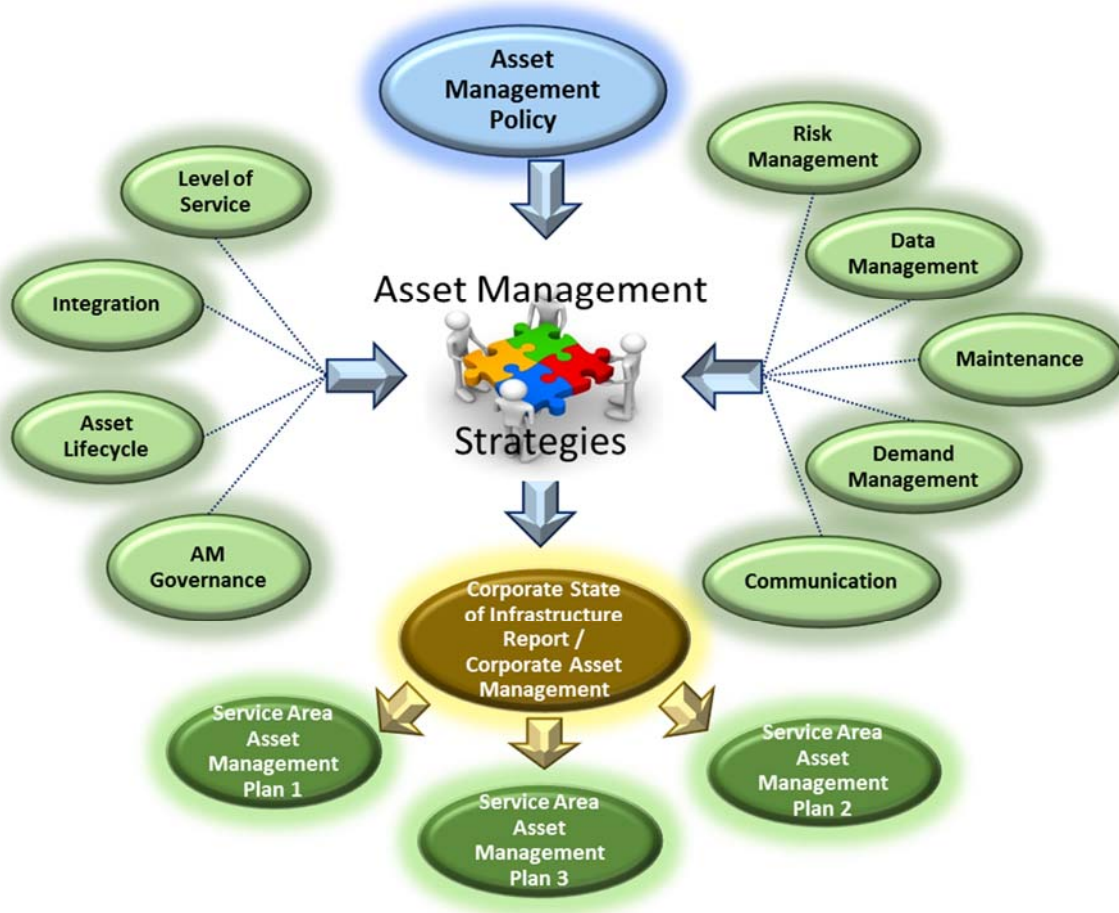 Asset
Management
Policy
Level of
Service
Integration
Asset
Lifecycle
AM
Governance
Asset Management
Strategies
Risk
Management
Data
Management
Maintenance
Demand
Management
Communication
Corporate State
of Infrastructure
Report /
Corporate Asset
Management
Service Area
Asset
Management
Plan 1
Service Area
Asset
Management
Plan 3
Service Area
Asset
Management
Plan 2